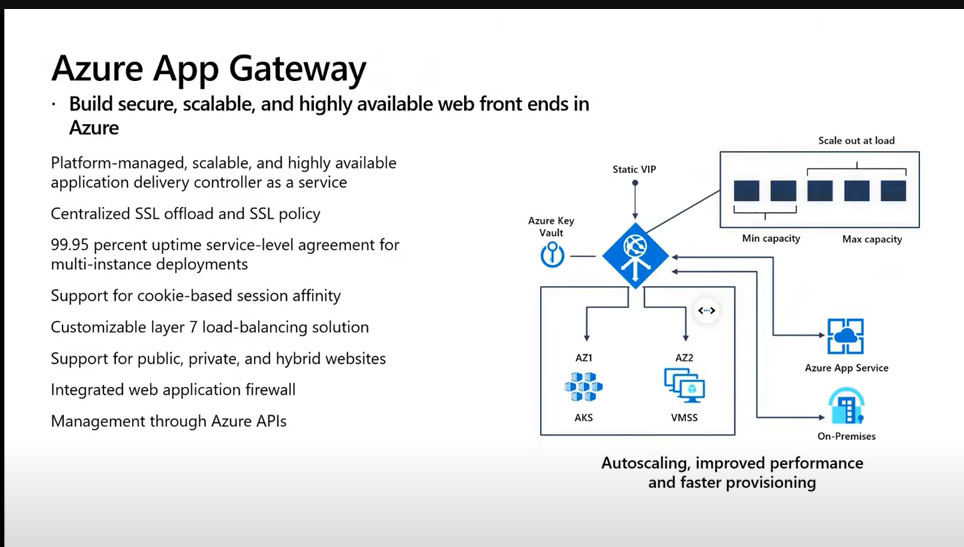 Azure App Gateway
· Build secure, scalable, and highly available web front ends in
Azure
Platform-managed, scalable, and highly available
application delivery controller as a service
Centralized SSL offload and SSL policy
99.95 percent uptime service-level agreement for
multi-instance deployments
Support for cookie-based session affinity
Customizable layer 7 load-balancing solution
Support for public, private, and hybrid websites
Integrated web application firewall
Management through Azure APIs
Scale out at load
Static VIP
Azure Key
Vault
Min capacity
Max capacity
AZ1
AZ2
AKS
VMSS
Azure App Service
On-Premises
Autoscaling, improved performance
and faster provisioning